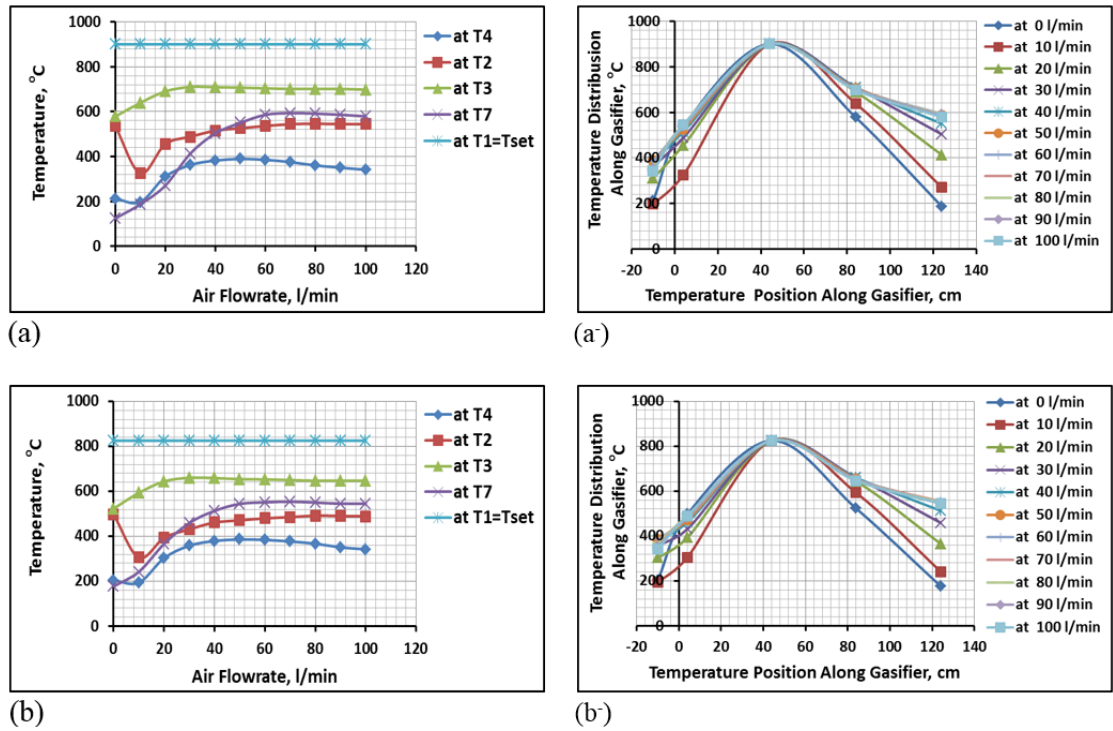 1000
800
600
400
200
0
0 20 40 60 80 100 120
Temperature, °C
Air Flowrate, l/min
at T4
at T2
at T3
at T7
at T1=Tset
(a)
1000
800
600
400
200
0
-20 0 20 40 60 80 100 120 140
Temperature Distribusion
Along Gasifier, °C
Temperature Position Along Gasifier, cm
at 0 l/min
at 10 l/min
at 20 l/min
at 30 l/min
at 40 l/min
at 50 l/min
at 60 l/min
at 70 l/min
at 80 l/min
at 90 l/min
at 100 l/min
(a-)
1000
800
600
400
200
0
0 20 40 60 80 100 120
Temperature, °C
Air Flowrate, l/min
at T4
at T2
at T3
at T7
at T1=Tset
(b)
1000
800
600
400
200
0
-20 0 20 40 60 80 100 120 140
Temperature Distribution
Along Gasifier, °C
Temperature Position Along Gasifier, cm
at 0 l/min
at 10 l/min
at 20 l/min
at 30 l/min
at 40 l/min
at 50 l/min
at 60 l/min
at 70 l/min
at 80 l/min
at 90 l/min
at 100 l/min
(b-)